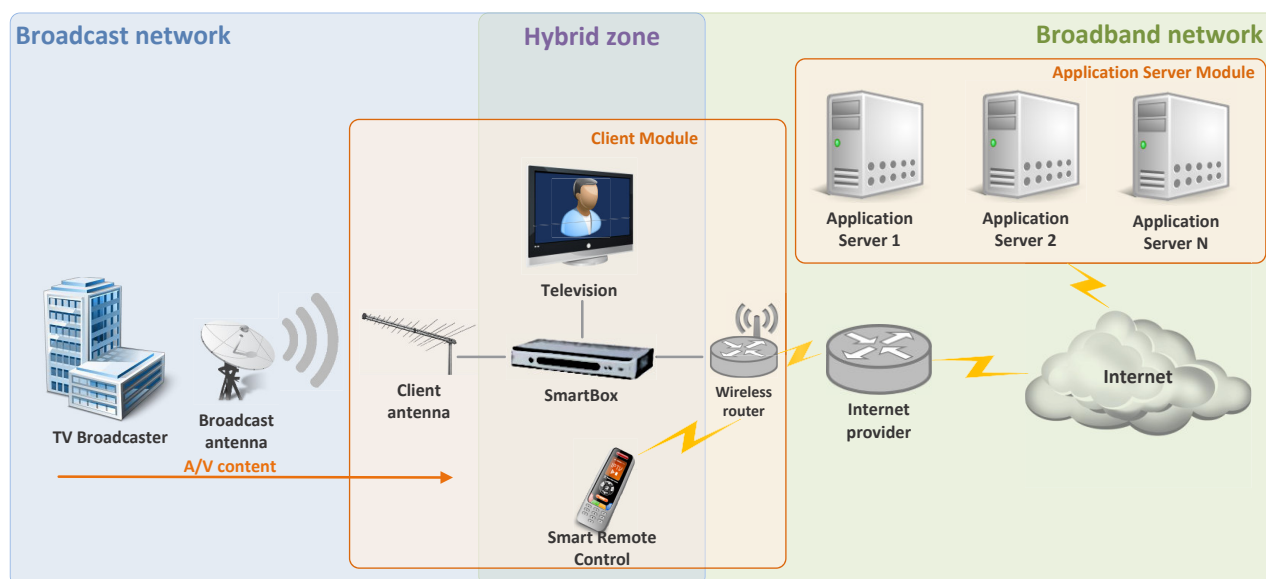 Broadcast network
Hybrid zone
Broadband network
Application Server Module
Client Module
Application
Server 1
Application
Server 2
Application
Server N
Television
Client
antenna
SmartBox
Wireless
router
Internet
provider
Internet
TV Broadcaster
Broadcast
antenna
A/V content
Smart Remote
Control